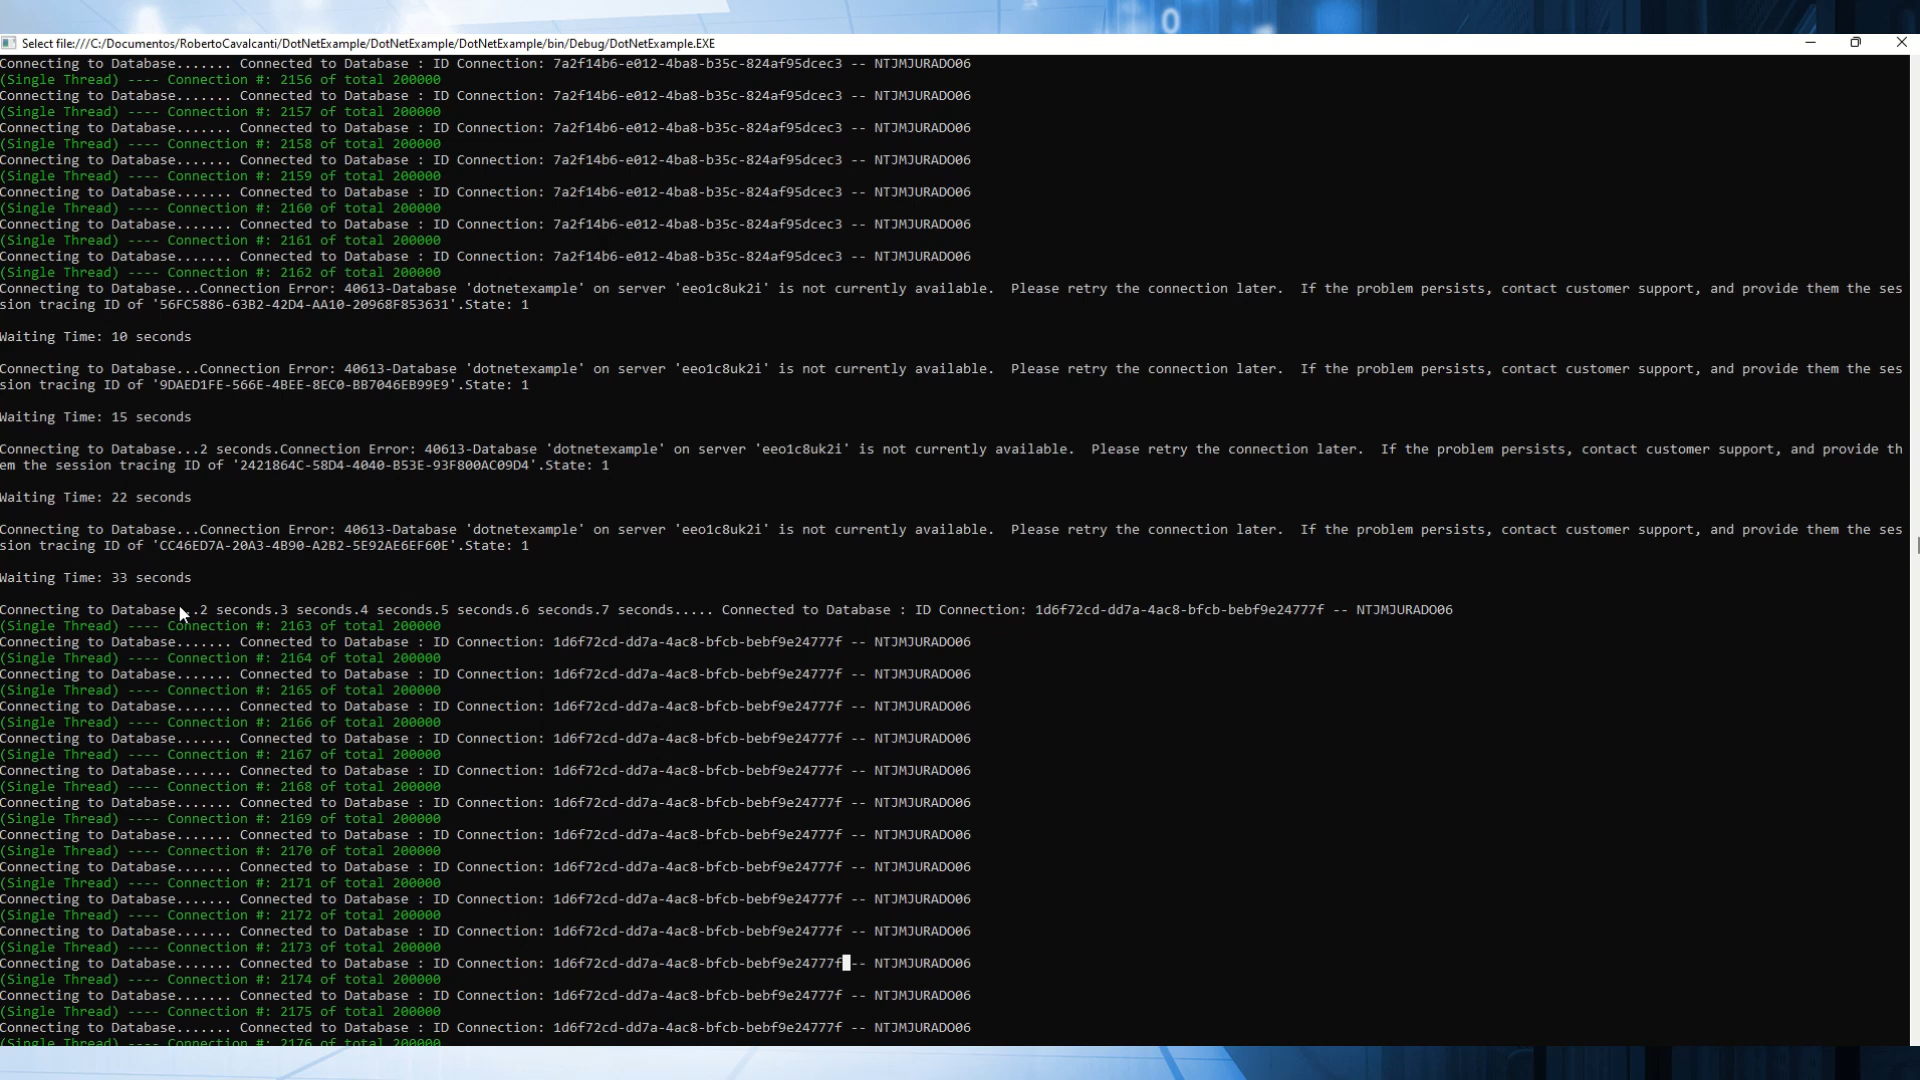 0
Select file:///C:/Documentos/RobertoCavalcanti/DotNetExample/DotNetExample/DotNetExample/bin/Debug/DotNetExample.EXE
Connecting to Database....... Connected to Database : ID Connection: 7a2f14b6-e012-4ba8-b35c-824af95dcec3 -- NTJMJURADO06
(Single Thread) ---- Connection #: 2156 of total 200000
Connecting to Database....... Connected to Database : ID Connection: 7a2f14b6-e012-4ba8-b35c-824af95dcec3 -- NTJMJURADO06
(Single Thread) ---- Connection #: 2157 of total 200000
Connecting to Database....... Connected to Database : ID Connection: 7a2f14b6-e012-4ba8-b35c-824af95dcec3 -- NTJMJURADO06
(Single Thread) ---- Connection #: 2158 of total 200000
Connecting to Database....... Connected to Database : ID Connection: 7a2f14b6-e012-4ba8-b35c-824af95dcec3 -- NTJMJURADO06
(Single Thread) ---- Connection #: 2159 of total 200000
Connecting to Database....... Connected to Database : ID Connection: 7a2f14b6-e012-4ba8-b35c-824af95dcec3 -- NTJMJURADO06
(Single Thread) ---- Connection #: 2160 of total 200000
Connecting to Database....... Connected to Database : ID Connection: 7a2f14b6-e012-4ba8-b35c-824af95dcec3 -- NTJMJURADO06
(Single Thread) ---- Connection #: 2161 of total 200000
Connecting to Database....... Connected to Database : ID Connection: 7a2f14b6-e012-4ba8-b35c-824af95dcec3 -- NTJMJURADO06
(Single Thread) ---- Connection #: 2162 of total 200000
Connecting to Database...Connection Error: 40613-Database 'dotnetexample' on server 'eeo1c8uk2i' is not currently available.  Please retry the connection later.  If the problem persists, contact customer support, and provide them the ses
sion tracing ID of '56FC5886-63B2-42D4-AA10-20968F853631'.State: 1
Waiting Time: 10 seconds
Connecting to Database...Connection Error: 40613-Database 'dotnetexample' on server 'eeo1c8uk2i' is not currently available.  Please retry the connection later.  If the problem persists, contact customer support, and provide them the ses
sion tracing ID of '9DAED1FE-566E-4BEE-8EC0-BB7046EB99E9'.State: 1
Waiting Time: 15 seconds
Connecting to Database...2 seconds.Connection Error: 40613-Database 'dotnetexample' on server 'eeo1c8uk2i' is not currently available.  Please retry the connection later.  If the problem persists, contact customer support, and provide th
em the session tracing ID of '2421864C-58D4-4040-B53E-93F800AC09D4'.State: 1
Waiting Time: 22 seconds
Connecting to Database...Connection Error: 40613-Database 'dotnetexample' on server 'eeo1c8uk2i' is not currently available.  Please retry the connection later.  If the problem persists, contact customer support, and provide them the ses
sion tracing ID of 'CC46ED7A-20A3-4B90-A2B2-5E92AE6EF60E'.State: 1
Waiting Time: 33 seconds
Connecting to Database...2 seconds.3 seconds.4 seconds.5 seconds.6 seconds.7 seconds..... Connected to Database : ID Connection: 1d6f72cd-dd7a-4ac8-bfcb-bebf9e24777f -- NTJMJURADO06
(Single Thread) ---- Connection #: 2163 of total 200000
Connecting to Database....... Connected to Database : ID Connection: 1d6f72cd-dd7a-4ac8-bfcb-bebf9e24777f -- NTJMJURADO06
(Single Thread) ---- Connection #: 2164 of total 200000
Connecting to Database....... Connected to Database : ID Connection: 1d6f72cd-dd7a-4ac8-bfcb-bebf9e24777f -- NTJMJURADO06
(Single Thread) ---- Connection #: 2165 of total 200000
Connecting to Database....... Connected to Database : ID Connection: 1d6f72cd-dd7a-4ac8-bfcb-bebf9e24777f -- NTJMJURADO06
(Single Thread) ---- Connection #: 2166 of total 200000
Connecting to Database....... Connected to Database : ID Connection: 1d6f72cd-dd7a-4ac8-bfcb-bebf9e24777f -- NTJMJURADO06
(Single Thread) ---- Connection #: 2167 of total 200000
Connecting to Database....... Connected to Database : ID Connection: 1d6f72cd-dd7a-4ac8-bfcb-bebf9e24777f -- NTJMJURADO06
(Single Thread) ---- Connection #: 2168 of total 200000
Connecting to Database....... Connected to Database : ID Connection: 1d6f72cd-dd7a-4ac8-bfcb-bebf9e24777f -- NTJMJURADO06
(Single Thread) ---- Connection #: 2169 of total 200000
Connecting to Database....... Connected to Database : ID Connection: 1d6f72cd-dd7a-4ac8-bfcb-bebf9e24777f -- NTJMJURADO06
(Single Thread) ---- Connection #: 2170 of total 200000
Connecting to Database....... Connected to Database : ID Connection: 1d6f72cd-dd7a-4ac8-bfcb-bebf9e24777f -- NTJMJURADO06
(Single Thread) ---- Connection #: 2171 of total 200000
Connecting to Database....... Connected to Database : ID Connection: 1d6f72cd-dd7a-4ac8-bfcb-bebf9e24777f -- NTJMJURADO06
(Single Thread) ---- Connection #: 2172 of total 200000
Connecting to Database....... Connected to Database : ID Connection: 1d6f72cd-dd7a-4ac8-bfcb-bebf9e24777f -- NTJMJURADO06
(Single Thread) ---- Connection #: 2173 of total 200000
Connecting to Database....... Connected to Database : ID Connection: 1d6f72cd-dd7a-4ac8-bfcb-bebf9e24777f -- NTJMJURADO06
(Single Thread) ---- Connection #: 2174 of total 200000
Connecting to Database....... Connected to Database : ID Connection: 1d6f72cd-dd7a-4ac8-bfcb-bebf9e24777f -- NTJMJURADO06
(Single Thread) ---- Connection #: 2175 of total 200000
Connecting to Database....... Connected to Database : ID Connection: 1d6f72cd-dd7a-4ac8-bfcb-bebf9e24777f -- NTJMJURADO06
(Single Thread) ---- Connection #: 2176 of total 200000